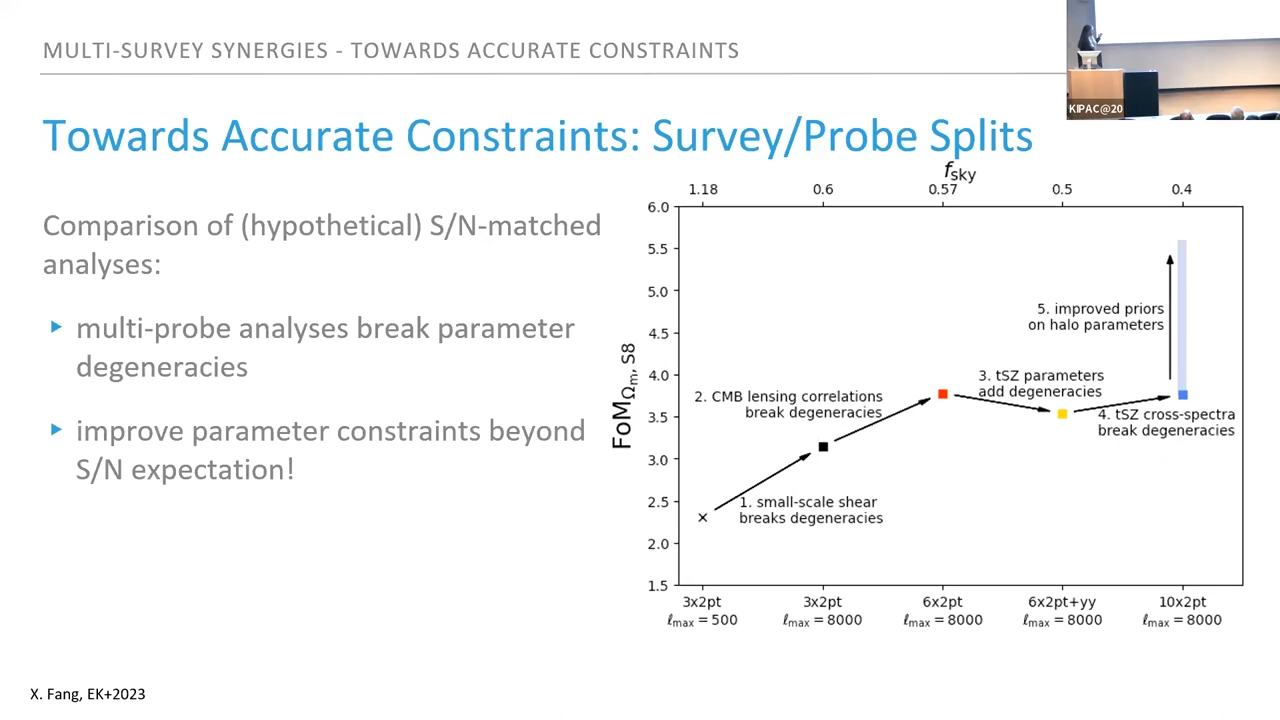 MULTI-SURVEY SYNERGIES - TOWARDS ACCURATE CONSTRAINTS
KIPAC@20
Towards Accurate Constraints: Survey/Probe Splits
Comparison of (hypothetical) S/N-matched
analyses:
▸ multi-probe analyses break parameter
degeneracies
▸ improve parameter constraints beyond
S/N expectation!
f_sky
1.18 0.6 0.57 0.5 0.4
6.0
5.5
5.0
4.5
4.0
3.5
3.0
2.5
2.0
1.5
FoM_Ωm, S8
1. small-scale shear
breaks degeneracies
2. CMB lensing correlations
break degeneracies
3. tSZ parameters
add degeneracies
4. tSZ cross-spectra
break degeneracies
5. improved priors
on halo parameters
3x2pt 3x2pt 6x2pt 6x2pt+yy 10x2pt
ℓmax = 500 ℓmax = 8000 ℓmax = 8000 ℓmax = 8000 ℓmax = 8000
X. Fang, EK+2023